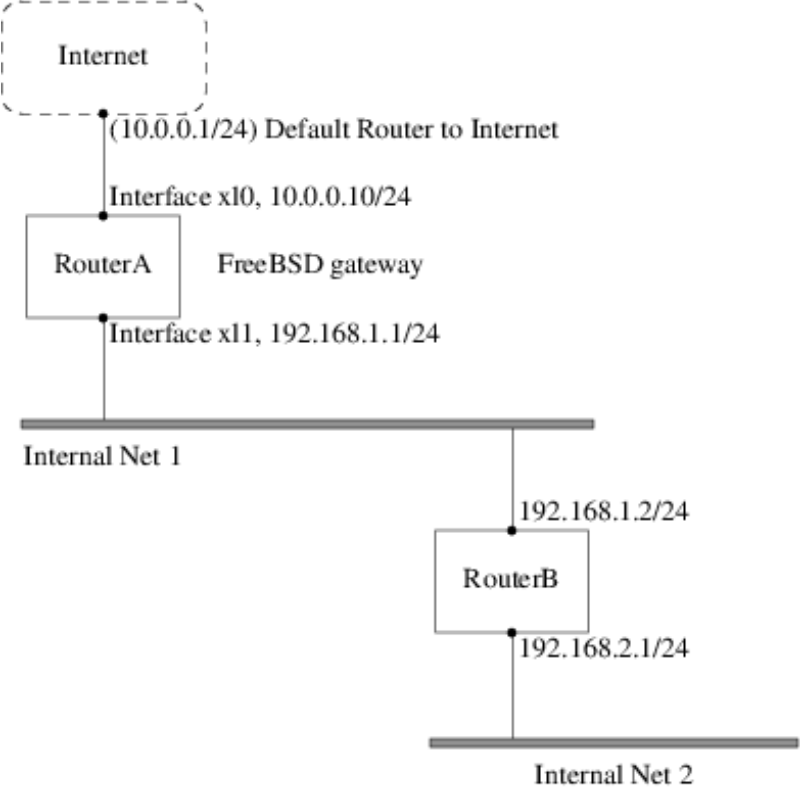 Internet
(10.0.0.1/24) Default Router to Internet
Interface xl0, 10.0.0.10/24
RouterA
FreeBSD gateway
Interface xl1, 192.168.1.1/24
Internal Net 1
192.168.1.2/24
RouterB
192.168.2.1/24
Internal Net 2